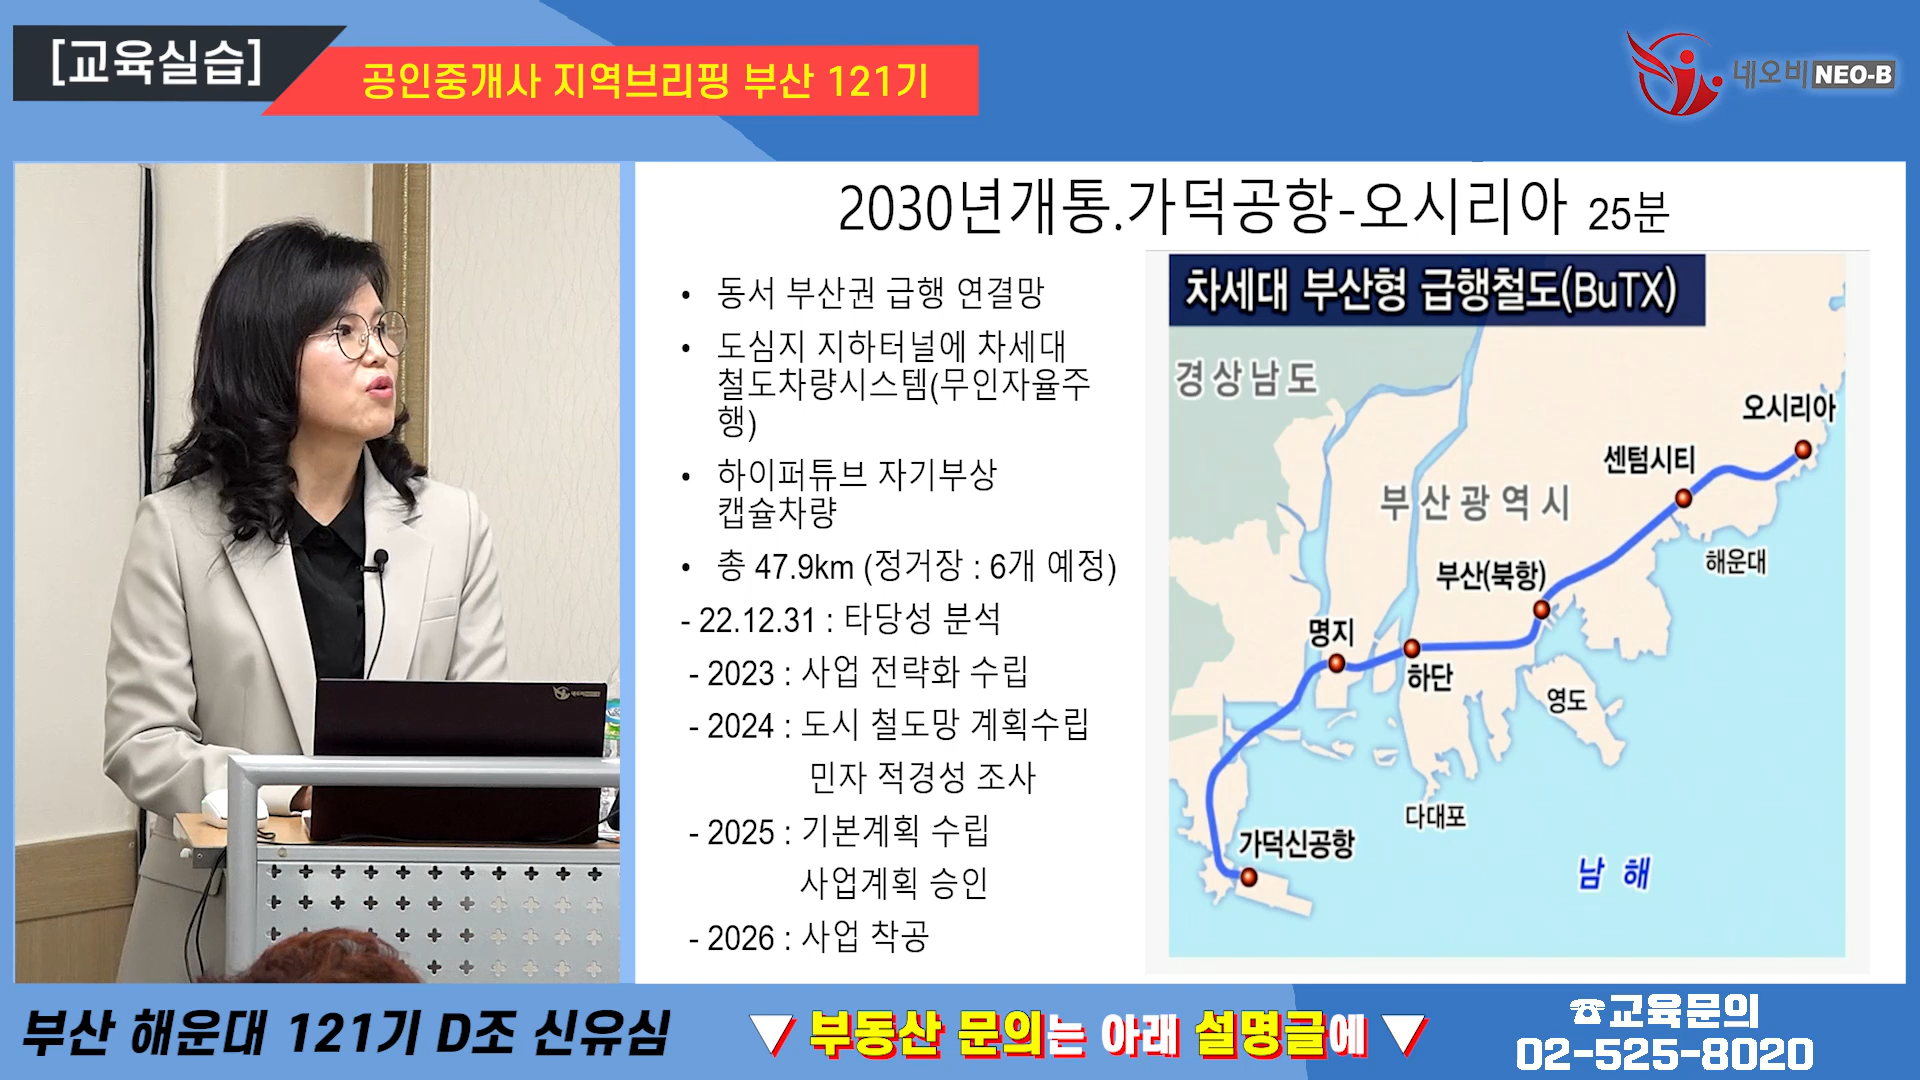 [교육실습]
공인중개사 지역브리핑 부산 121기
네오비 NEO-B
2030년개통.가덕공항-오시리아 25분
• 동서 부산권 급행 연결망
• 도심지 지하터널에 차세대
철도차량시스템(무인자율주
행)
• 하이퍼튜브 자기부상
캡슐차량
• 총 47.9km (정거장 : 6개 예정)
- 22.12.31 : 타당성 분석
- 2023 : 사업 전략화 수립
- 2024 : 도시 철도망 계획수립
민자 적경성 조사
- 2025 : 기본계획 수립
사업계획 승인
- 2026 : 사업 착공
차세대 부산형 급행철도(BuTX)
경상남도
오시리아
센텀시티
부산광역시
해운대
부산(북항)
명지
하단
영도
다대포
가덕신공항
남 해
부산 해운대 121기 D조 신유심
▼ 부동산 문의는 아래 설명글에 ▼
☎교육문의
02-525-8020